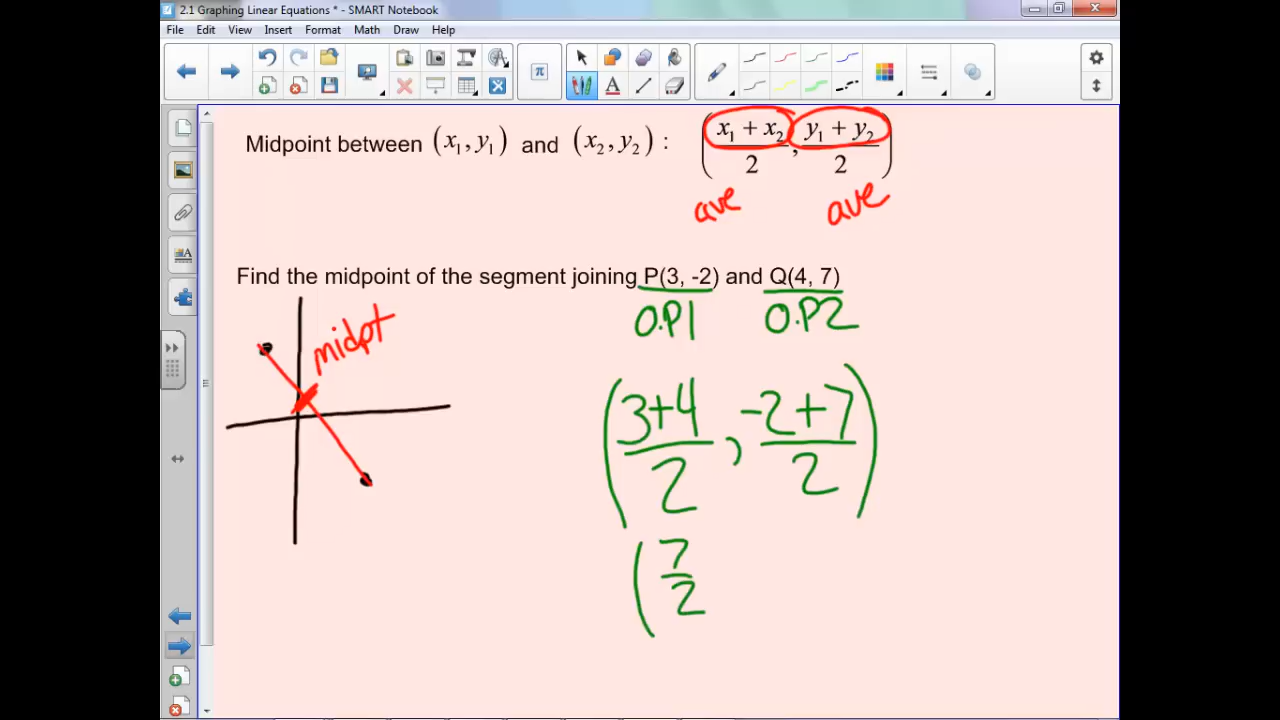 2.1 Graphing Linear Equations * - SMART Notebook
File Edit View Insert Format Math Draw Help
Midpoint between (x₁, y₁) and (x₂, y₂) : ((x₁ + x₂)/2, (y₁ + y₂)/2)
ave ave
Find the midpoint of the segment joining P(3, -2) and Q(4, 7)
O.P1 O.P2
midpt
((3+4)/2, (-2+7)/2)
(7/2